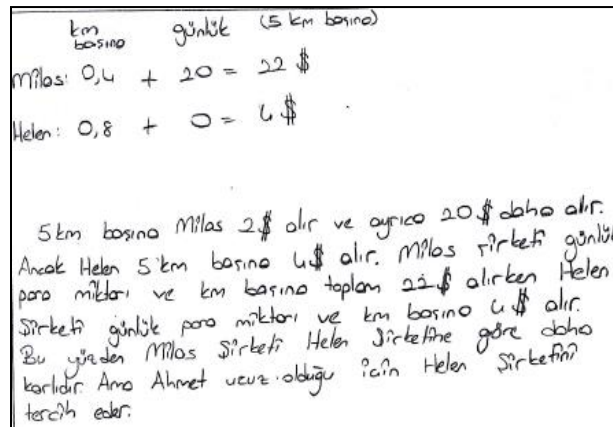 km başına günlük (5 km başına)
Milas: 0,4 + 20 = 22 $
Helen: 0,8 + 0 = 4 $
5 km başına Milas 2$ alır ve ayrıca 20$ daha alır.
Ancak Helen 5 km başına 4$ alır. Milas şirketi günlük
para miktarı ve km başına toplam 22$ alırken Helen
Şirketi günlük para miktarı ve km başına 4$ alır.
Bu yüzden Milas Şirketi Helen Şirketine göre daha
karlıdır. Ama Ahmet ucuz olduğu için Helen Şirketini
tercih eder.